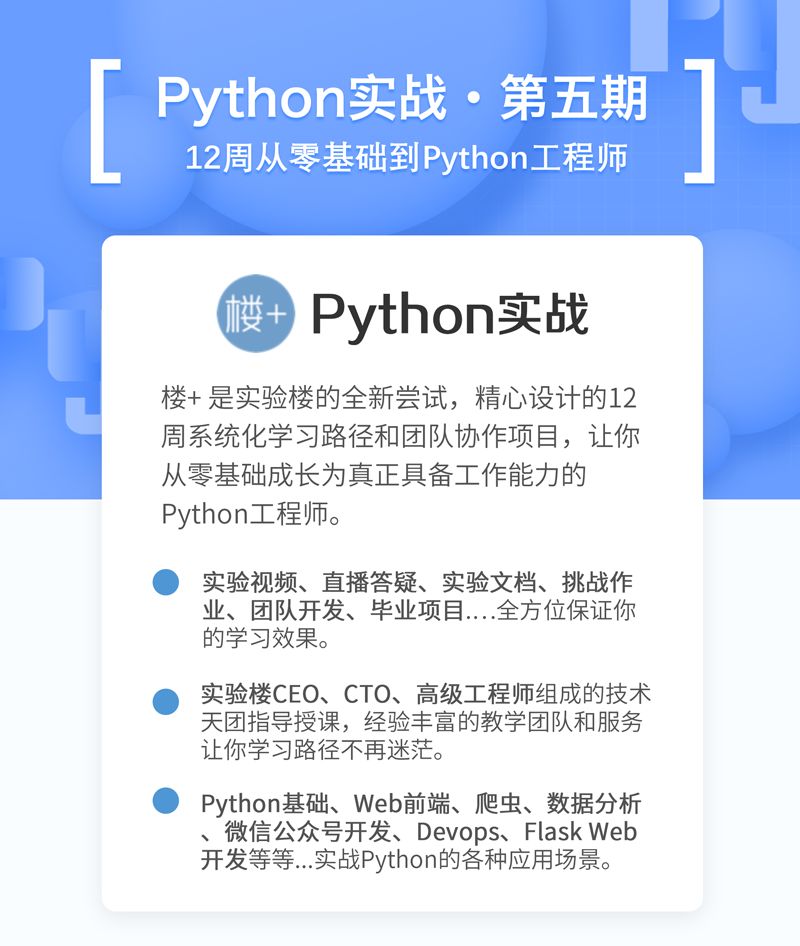 Python实战·第五期
12周从零基础到Python工程师
楼+ Python实战
楼+ 是实验楼的全新尝试，精心设计的12
周系统化学习路径和团队协作项目，让你
从零基础成长为真正具备工作能力的
Python工程师。
实验视频、直播答疑、实验文档、挑战作
业、团队开发、毕业项目....全方位保证你
的学习效果。
实验楼CEO、CTO、高级工程师组成的技术
天团指导授课，经验丰富的教学团队和服务
让你学习路径不再迷茫。
Python基础、Web前端、爬虫、数据分析
、微信公众号开发、Devops、Flask Web
开发等等...实战Python的各种应用场景。